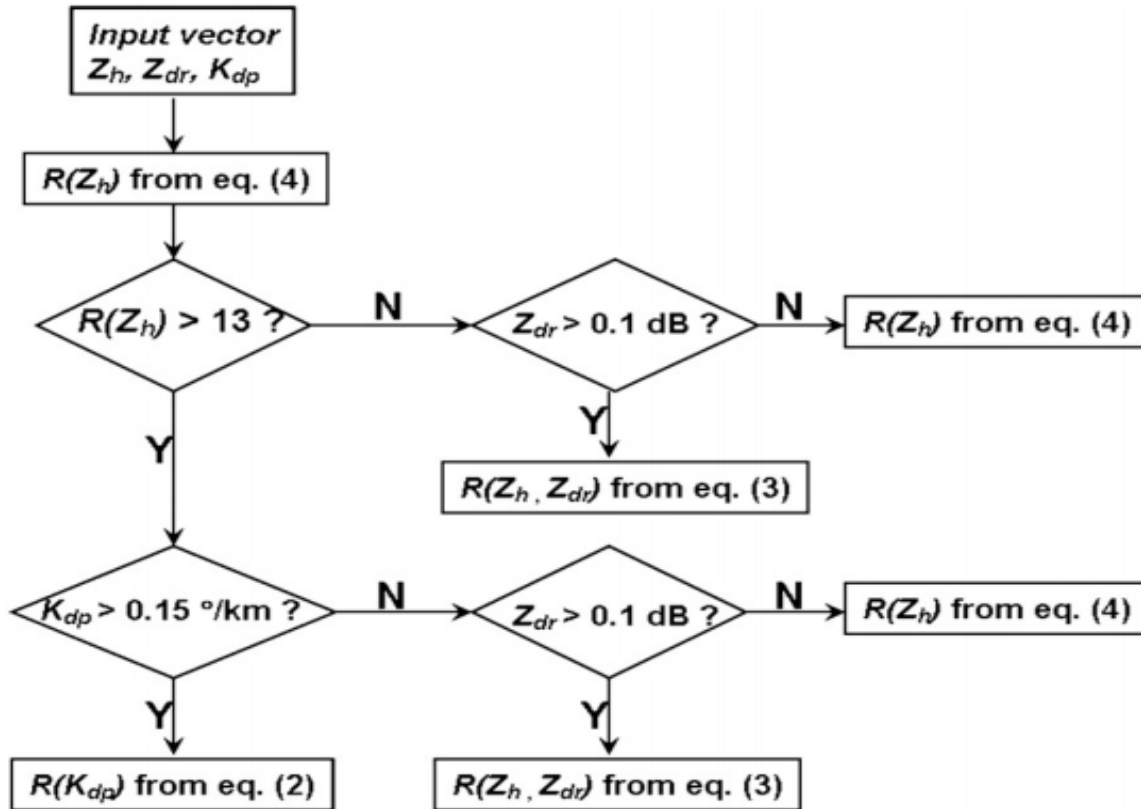 Input vector
Zh, Zdr, Kdp
R(Zh) from eq. (4)
R(Zh) > 13 ?
N
Zdr > 0.1 dB ?
N
R(Zh) from eq. (4)
Y
Y
R(Zh , Zdr) from eq. (3)
Kdp > 0.15 °/km ?
N
Zdr > 0.1 dB ?
N
R(Zh) from eq. (4)
Y
Y
R(Kdp) from eq. (2)
R(Zh , Zdr) from eq. (3)